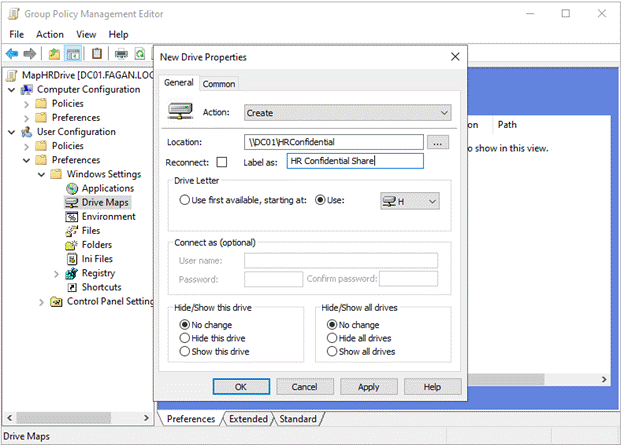 Group Policy Management Editor
File Action View Help
MapHRDrive [DC01.FAGAN.LOC
Computer Configuration
Policies
Preferences
User Configuration
Policies
Preferences
Windows Settings
Applications
Drive Maps
Environment
Files
Folders
Ini Files
Registry
Shortcuts
Control Panel Setting
New Drive Properties
General Common
Action: Create
Location: \\DC01\HRConfidential ...
Reconnect: Label as: HR Confidential Share
Drive Letter
Use first available, starting at: Use: H
Connect as (optional)
User name:
Password: Confirm password:
Hide/Show this drive
No change
Hide this drive
Show this drive
Hide/Show all drives
No change
Hide all drives
Show all drives
OK Cancel Apply Help
on Path
o show in this view.
Preferences Extended Standard
Drive Maps